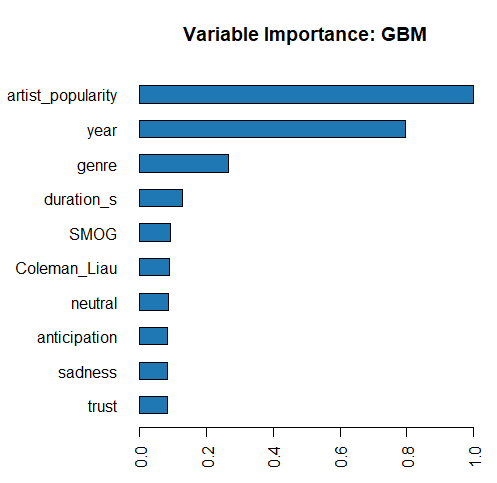 Variable Importance: GBM
artist_popularity
year
genre
duration_s
SMOG
Coleman_Liau
neutral
anticipation
sadness
trust
0.0 0.2 0.4 0.6 0.8 1.0